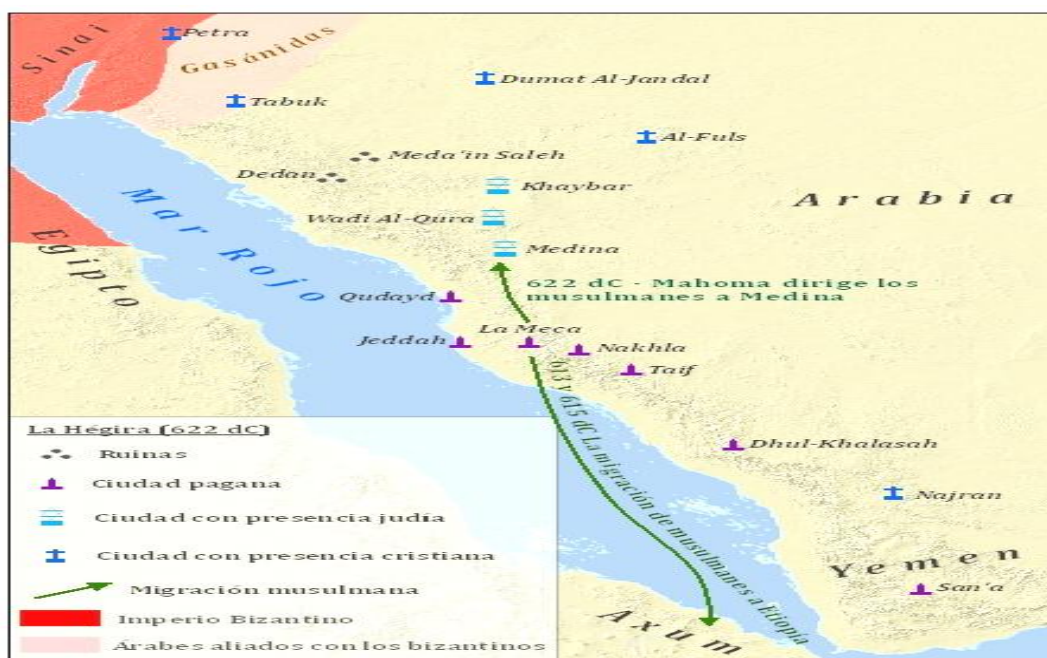 Sinai
Petra
Gasánidas
Tabuk
Dumat Al-Jandal
Al-Fuls
Meda'in Saleh
Dedan
Khaybar
Wadi Al-Qura
Medina
Arabia
Mar Rojo
Egipto
622 dC - Mahoma dirige los
musulmanes a Medina
Qudayd
La Meca
Jeddah
Nakhla
Taif
613 y 615 dC La migración de musulmanes a Etiopía
Dhul-Khalasah
Najran
Yemen
San'a
Axum
La Hégira (622 dC)
Ruinas
Ciudad pagana
Ciudad con presencia judía
Ciudad con presencia cristiana
Migración musulmana
Imperio Bizantino
Árabes aliados con los bizantinos